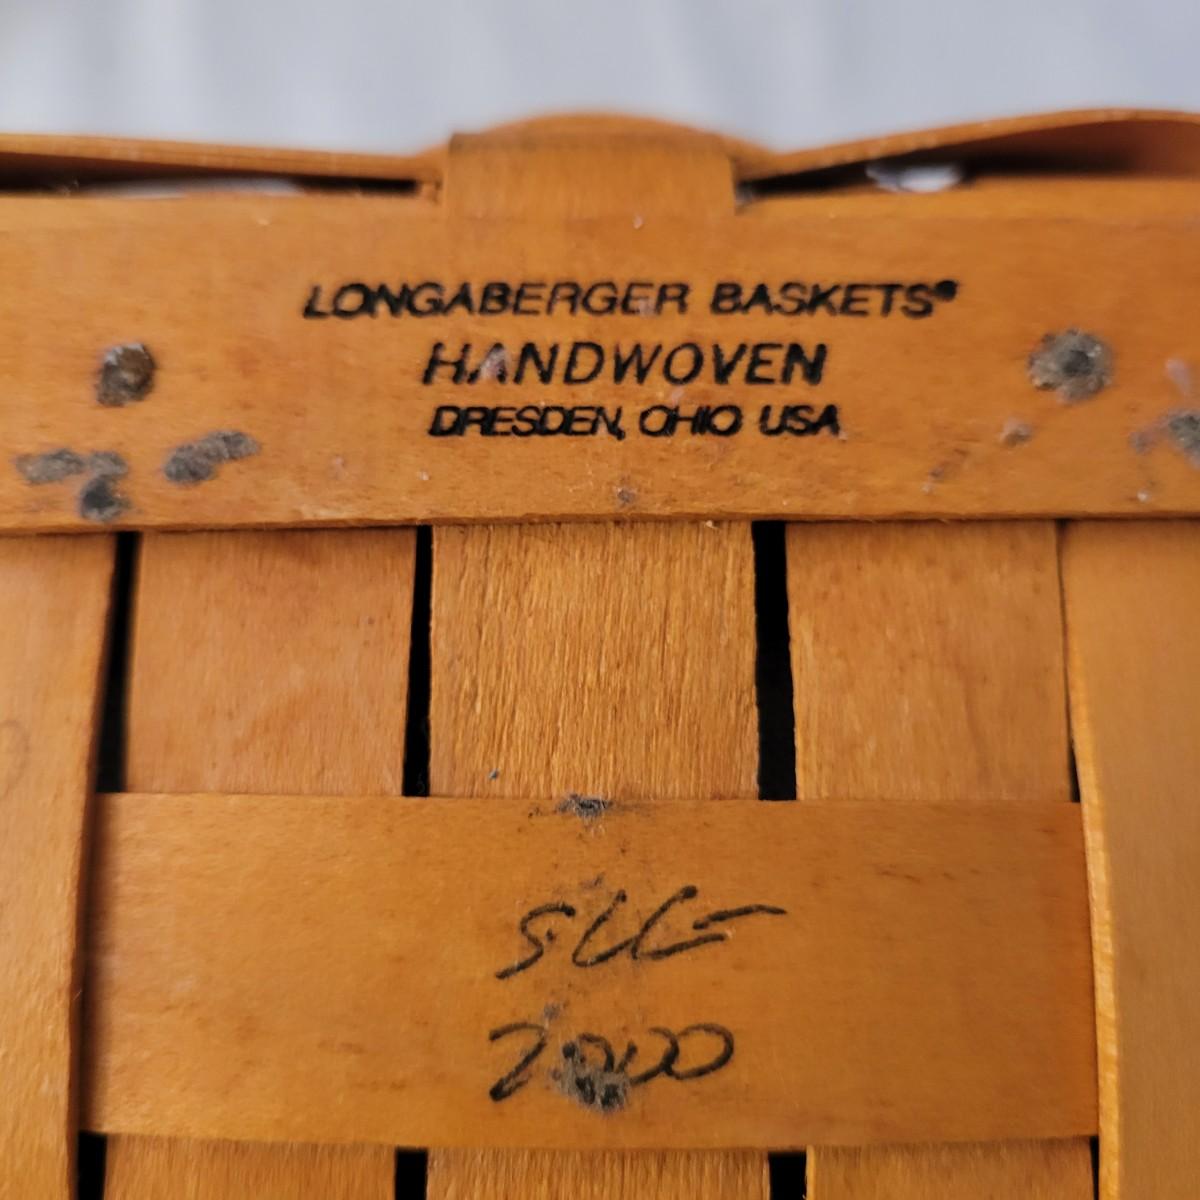 LONGABERGER BASKETS®
HANDWOVEN
DRESDEN, OHIO USA
2000